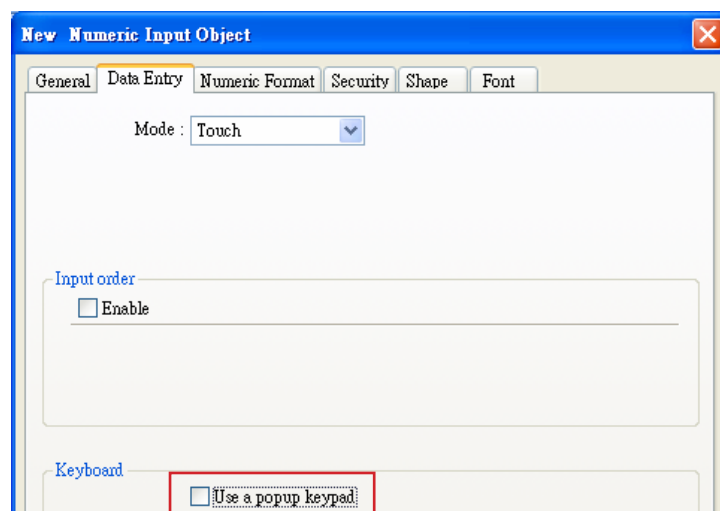 New Numeric Input Object
General Data Entry Numeric Format Security Shape Font
Mode : Touch
Input order
Enable
Keyboard
Use a popup keypad